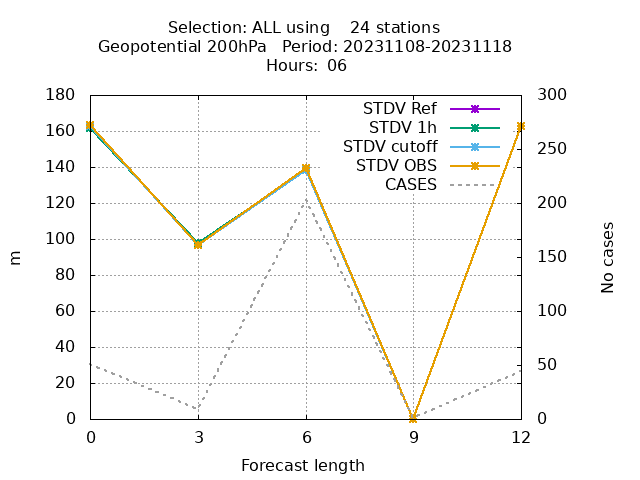 Selection: ALL using    24 stations
Geopotential 200hPa   Period: 20231108-20231118
Hours: 06
180
160
140
120
100
80
60
40
20
0
m
300
250
200
150
100
50
0
No cases
STDV Ref
STDV 1h
STDV cutoff
STDV OBS
CASES
0 3 6 9 12
Forecast length